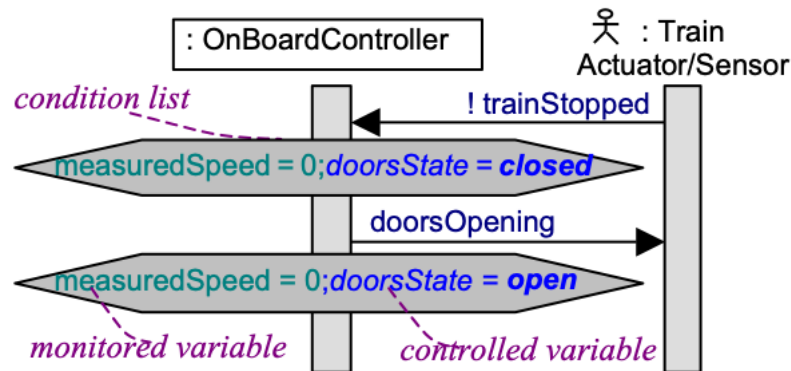 : OnBoardController
: Train
Actuator/Sensor
condition list
! trainStopped
measuredSpeed = 0;doorsState = closed
doorsOpening
measuredSpeed = 0;doorsState = open
monitored variable
controlled variable